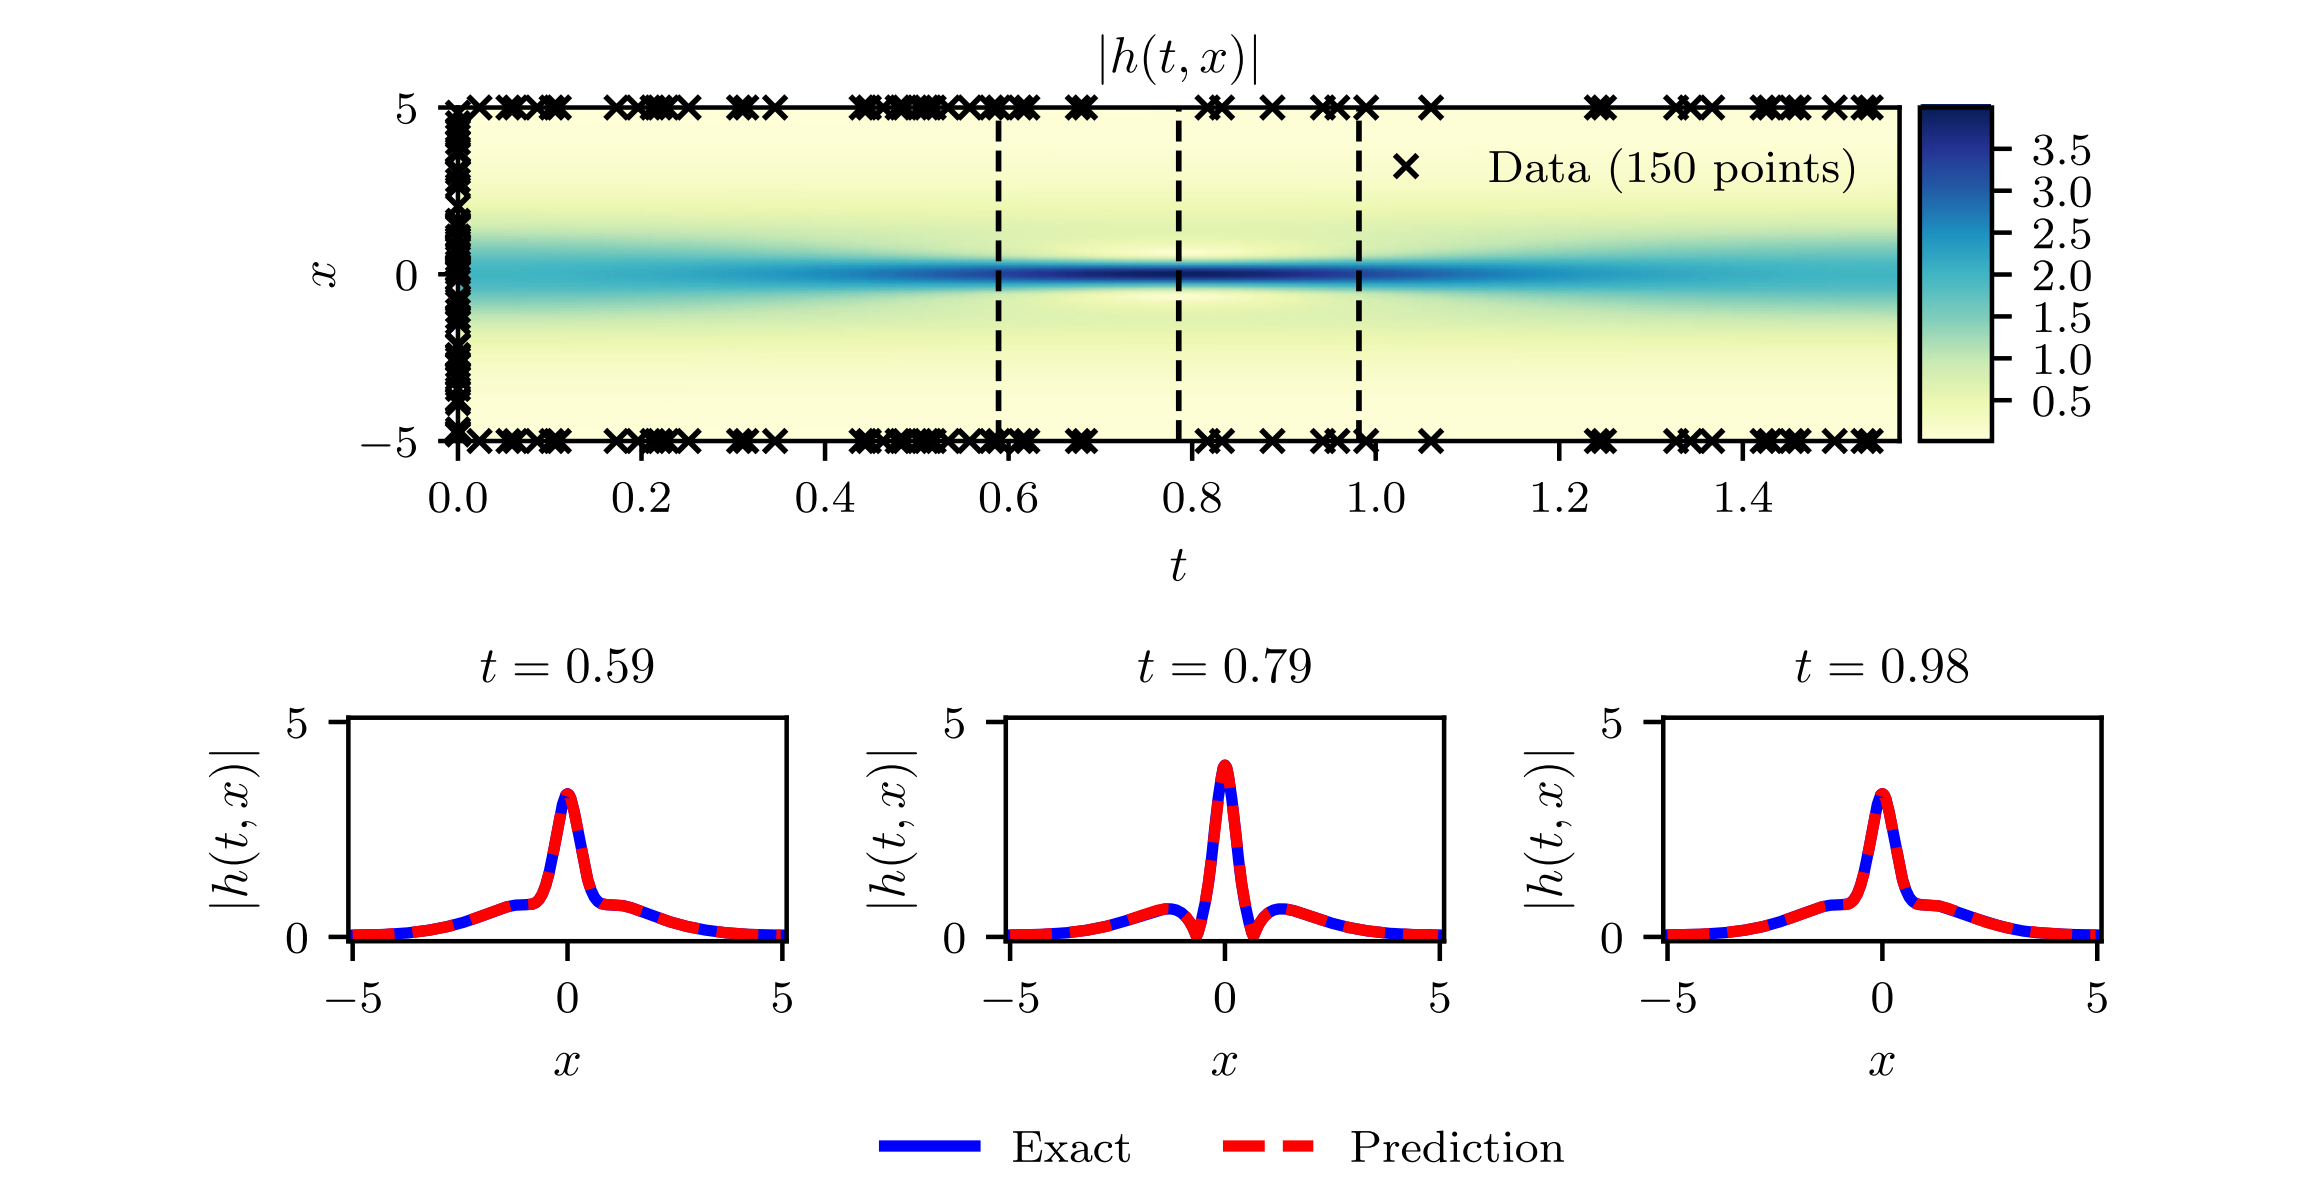 |h(t, x)|
5
0
−5
x
Data (150 points)
3.5
3.0
2.5
2.0
1.5
1.0
0.5
0.0 0.2 0.4 0.6 0.8 1.0 1.2 1.4
t
t = 0.59
5
0
|h(t, x)|
−5 0 5
x
t = 0.79
5
0
|h(t, x)|
−5 0 5
x
t = 0.98
5
0
|h(t, x)|
−5 0 5
x
Exact Prediction